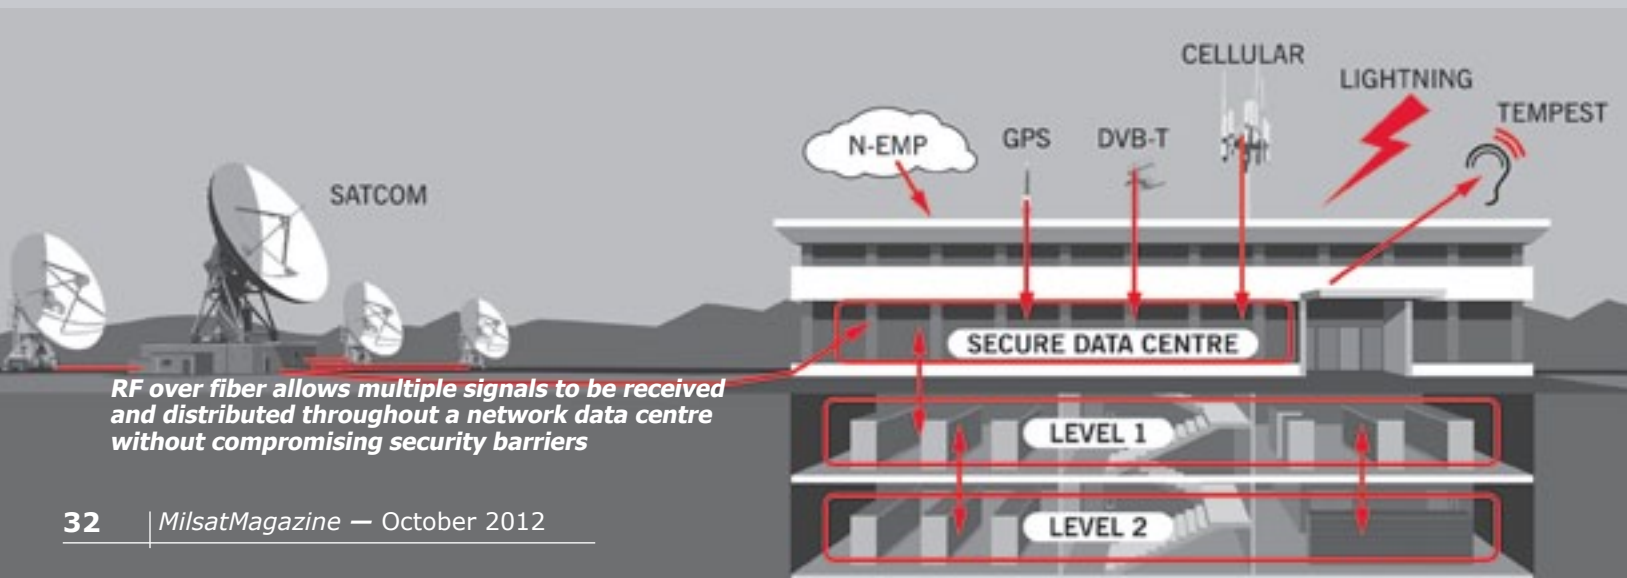 CELLULAR
LIGHTNING
TEMPEST
N-EMP
GPS
DVB-T
SATCOM
SECURE DATA CENTRE
RF over fiber allows multiple signals to be received
and distributed throughout a network data centre
without compromising security barriers
LEVEL 1
LEVEL 2
32 | MilsatMagazine — October 2012